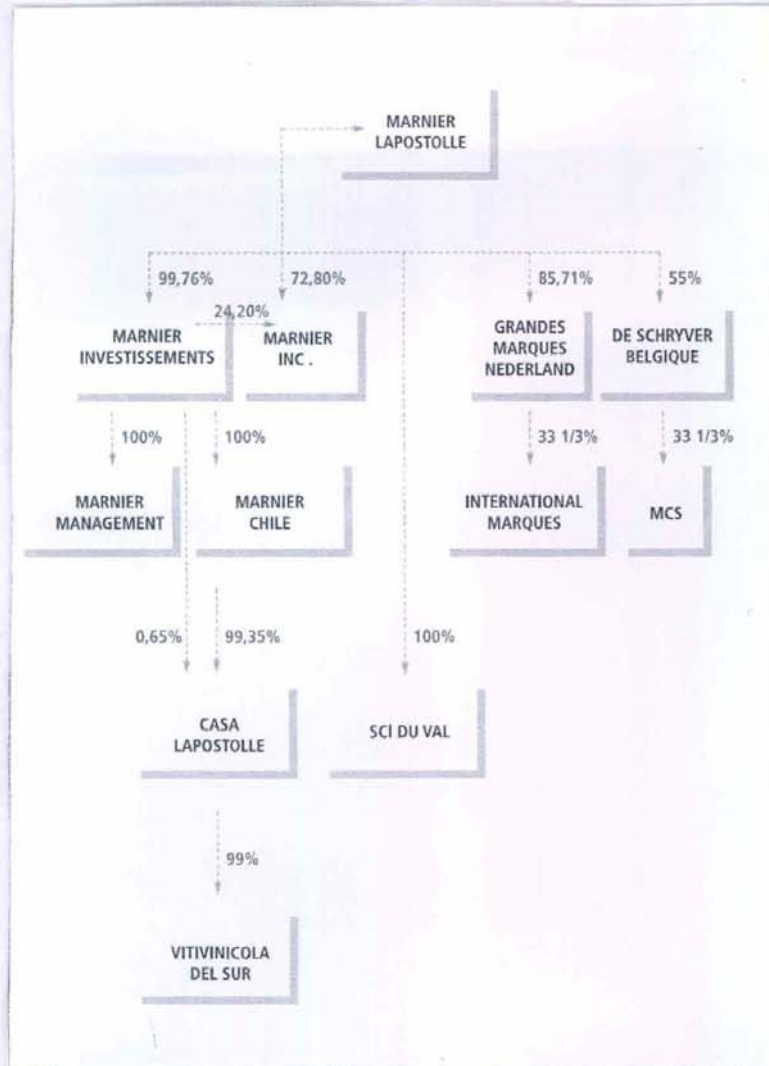 MARNIER
LAPOSTOLLE
99,76%
72,80%
85,71%
55%
24,20%
MARNIER
INVESTISSEMENTS
MARNIER
INC .
GRANDES
MARQUES
NEDERLAND
DE SCHRYVER
BELGIQUE
100%
100%
33 1/3%
33 1/3%
MARNIER
MANAGEMENT
MARNIER
CHILE
INTERNATIONAL
MARQUES
MCS
0,65%
99,35%
100%
CASA
LAPOSTOLLE
SCI DU VAL
99%
VITIVINICOLA
DEL SUR